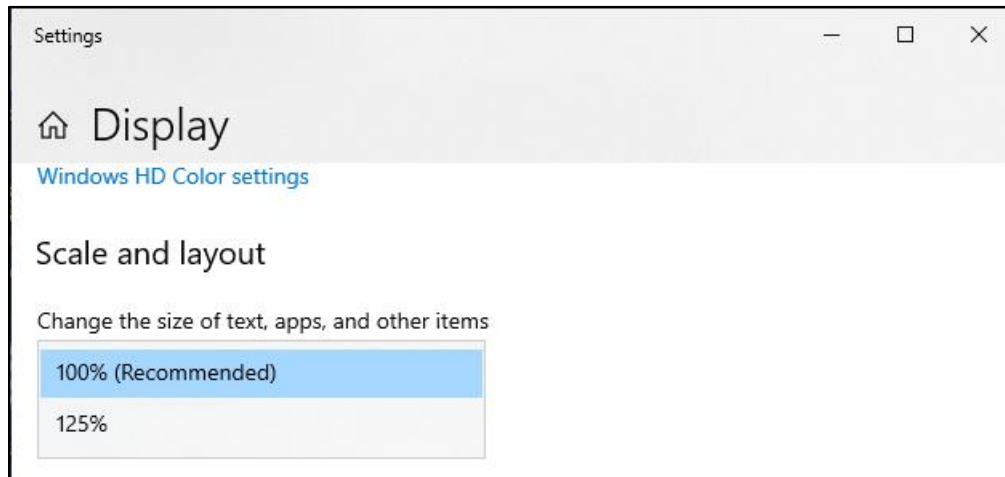 Settings
Display
Windows HD Color settings
Scale and layout
Change the size of text, apps, and other items
100% (Recommended)
125%